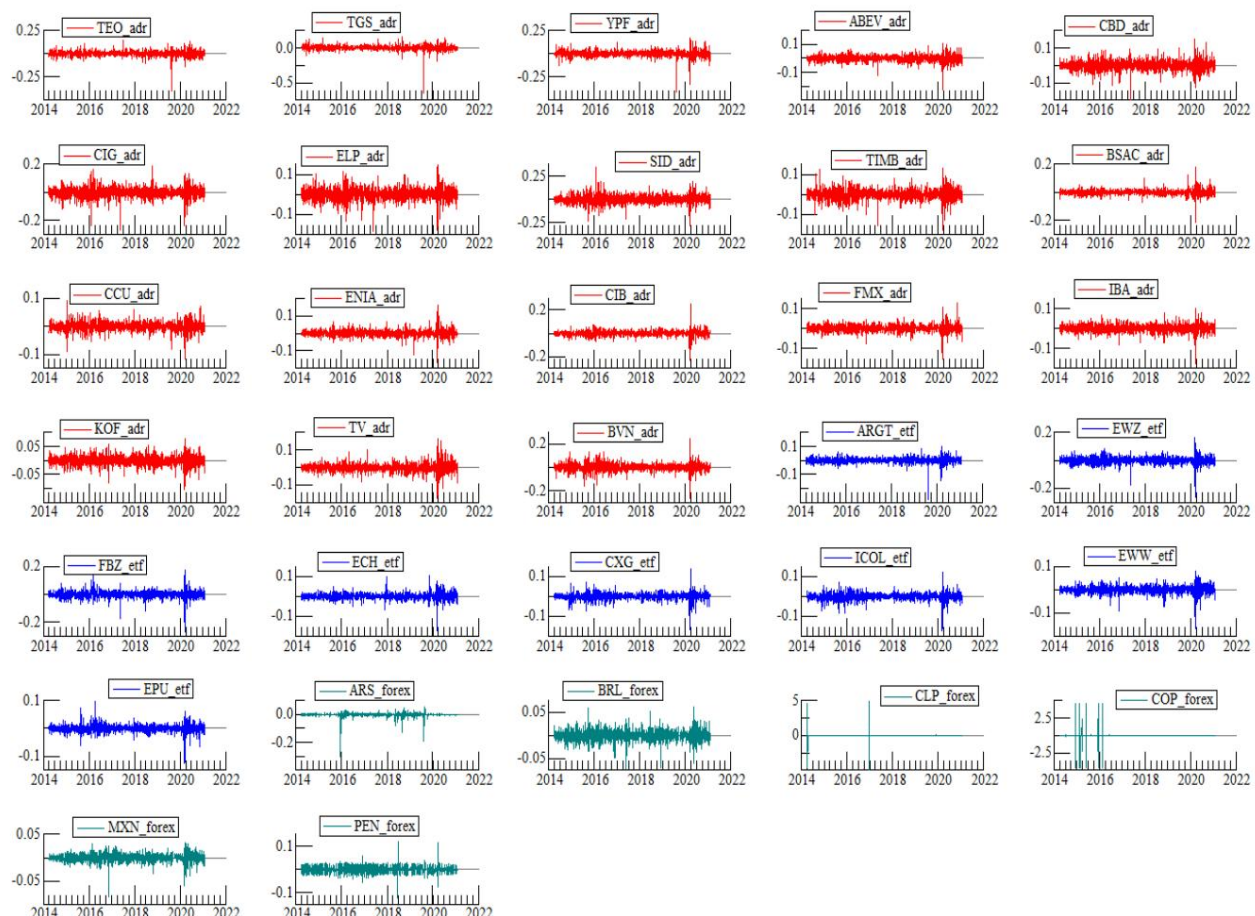 TEO_adr TGS_adr YPF_adr ABEV_adr CBD_adr
0.25 0.0 0.25 0.1 0.1
-0.25 -0.5 -0.25 -0.1 -0.1
2014 2016 2018 2020 2022 2014 2016 2018 2020 2022 2014 2016 2018 2020 2022 2014 2016 2018 2020 2022 2014 2016 2018 2020 2022
CIG_adr ELP_adr SID_adr TIMB_adr BSAC_adr
0.2 0.1 0.25 0.1 0.2
-0.2 -0.1 -0.25 -0.1 -0.2
2014 2016 2018 2020 2022 2014 2016 2018 2020 2022 2014 2016 2018 2020 2022 2014 2016 2018 2020 2022 2014 2016 2018 2020 2022
CCU_adr ENIA_adr CIB_adr FMX_adr IBA_adr
0.1 0.1 0.2 0.1 0.1
-0.1 -0.1 -0.2 -0.1 -0.1
2014 2016 2018 2020 2022 2014 2016 2018 2020 2022 2014 2016 2018 2020 2022 2014 2016 2018 2020 2022 2014 2016 2018 2020 2022
KOF_adr TV_adr BVN_adr ARGT_etf EWZ_etf
0.05 0.1 0.2 0.1 0.2
-0.05 -0.1 -0.2 -0.1 -0.2
2014 2016 2018 2020 2022 2014 2016 2018 2020 2022 2014 2016 2018 2020 2022 2014 2016 2018 2020 2022 2014 2016 2018 2020 2022
FBZ_etf ECH_etf CXG_etf ICOL_etf EWW_etf
0.2 0.1 0.1 0.1 0.1
-0.2 -0.1 -0.1 -0.1 -0.1
2014 2016 2018 2020 2022 2014 2016 2018 2020 2022 2014 2016 2018 2020 2022 2014 2016 2018 2020 2022 2014 2016 2018 2020 2022
EPU_etf ARS_forex BRL_forex CLP_forex COP_forex
0.1 0.0 0.05 5 2.5
-0.1 -0.2 -0.05 0 -2.5
2014 2016 2018 2020 2022 2014 2016 2018 2020 2022 2014 2016 2018 2020 2022 2014 2016 2018 2020 2022 2014 2016 2018 2020 2022
MXN_forex PEN_forex
0.05 0.1
-0.05 -0.1
2014 2016 2018 2020 2022 2014 2016 2018 2020 2022